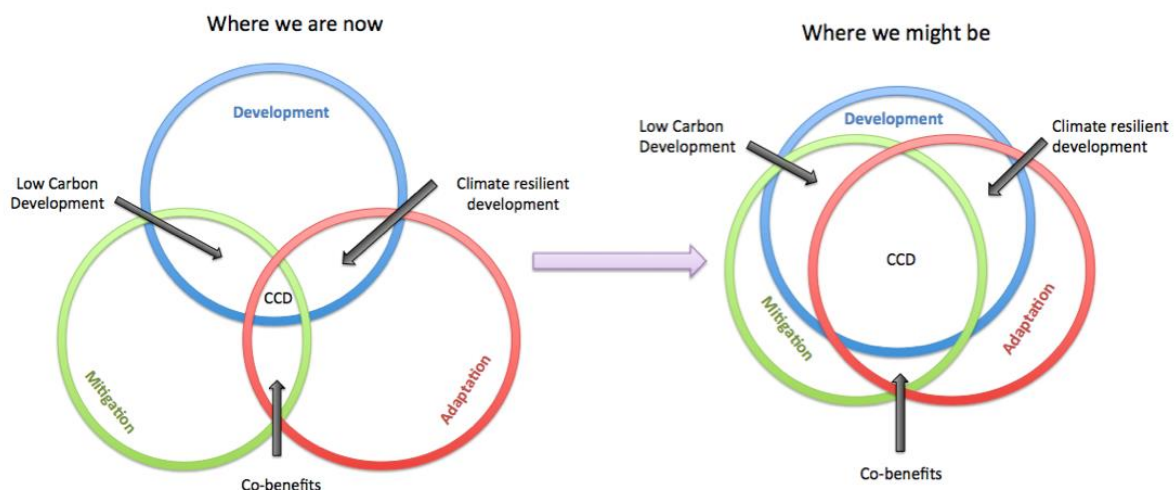 Where we are now
Development
Low Carbon
Development
Climate resilient
development
CCD
Mitigation
Adaptation
Co-benefits
Where we might be
Development
Low Carbon
Development
Climate resilient
development
CCD
Mitigation
Adaptation
Co-benefits